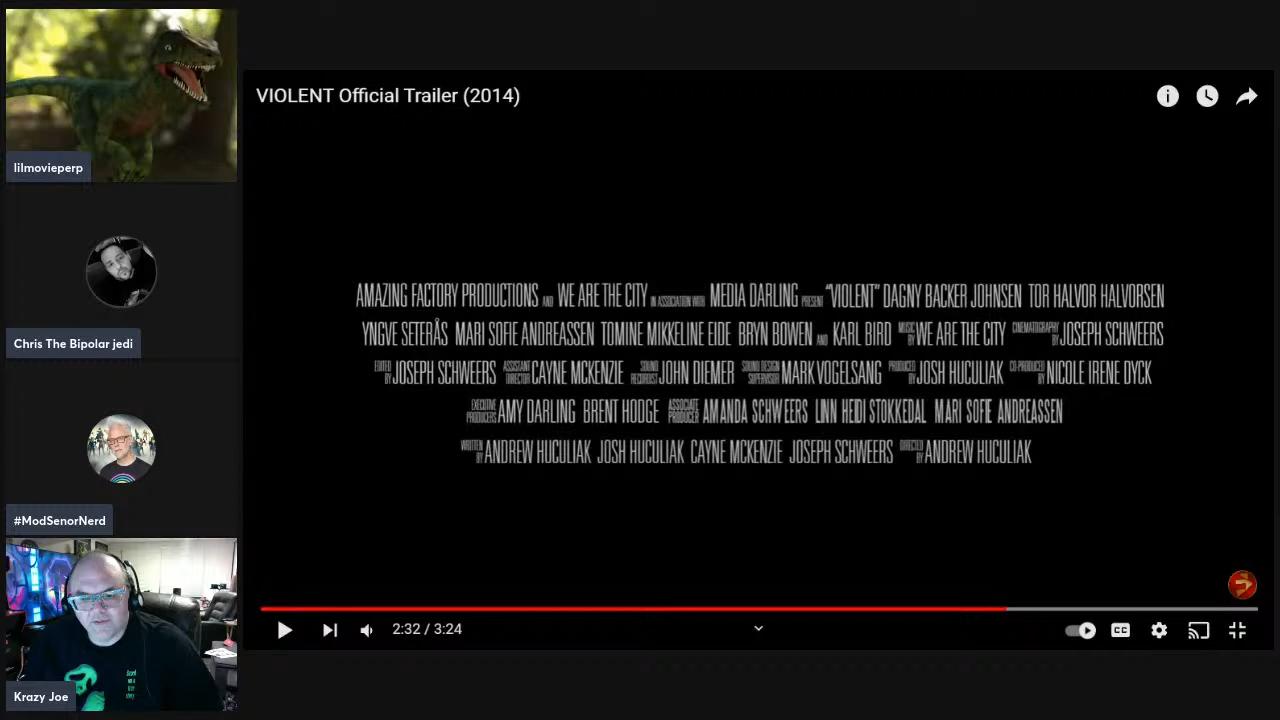 lilmovieperp
Chris The Bipolar jedi
#ModSenorNerd
Krazy Joe
VIOLENT Official Trailer (2014)
AMAZING FACTORY PRODUCTIONS AND WE ARE THE CITY IN ASSOCIATION WITH MEDIA DARLING PRESENT "VIOLENT" DAGNY BACKER JOHNSEN TOR HALVOR HALVORSEN
YNGVE SETERÅS MARI SOFIE ANDREASSEN TOMINE MIKKELINE EIDE BRYN BOWEN AND KARL BIRD MUSIC BY WE ARE THE CITY CINEMATOGRAPHY BY JOSEPH SCHWEERS
EDITED BY JOSEPH SCHWEERS ASSISTANT DIRECTOR CAYNE MCKENZIE SOUND RECORDIST JOHN DIEMER SOUND DESIGN SUPERVISOR MARK VOGELSANG PRODUCED BY JOSH HUCULIAK CO-PRODUCED BY NICOLE IRENE DYCK
EXECUTIVE PRODUCERS AMY DARLING BRENT HODGE ASSOCIATE PRODUCER AMANDA SCHWEERS LINN HEIDI STOKKEDAL MARI SOFIE ANDREASSEN
WRITTEN BY ANDREW HUCULIAK JOSH HUCULIAK CAYNE MCKENZIE JOSEPH SCHWEERS DIRECTED BY ANDREW HUCULIAK
2:32 / 3:24
CC